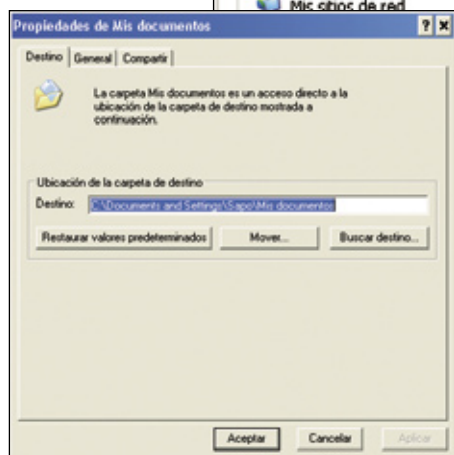 Mis sitios de red
Propiedades de Mis documentos
Destino General Compartir
La carpeta Mis documentos es un acceso directo a la
ubicación de la carpeta de destino mostrada a
continuación.
Ubicación de la carpeta de destino
Destino: C:\Documents and Settings\Sapo\Mis documentos
Restaurar valores predeterminados Mover... Buscar destino...
Aceptar Cancelar Aplicar